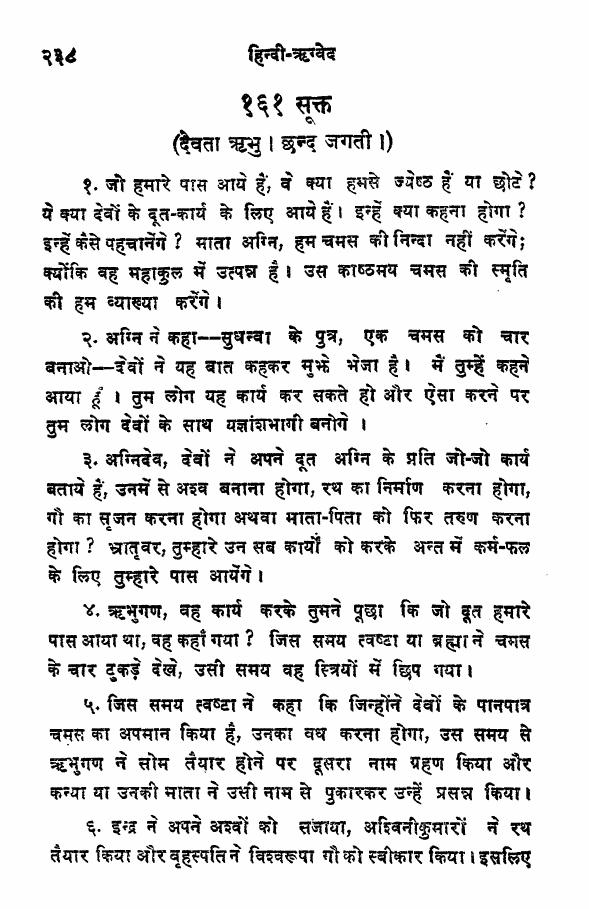 २३८
हिन्दी-ऋग्वेद
१६१ सूक्त
(दैवता ऋभु । छन्द जगती ।)
१. जो हमारे पास आये हैं, वे क्या हमसे ज्येष्ठ हैं या छोटे ?
ये क्या देवों के दूत-कार्य के लिए आये हैं। इन्हें क्या कहना होगा ?
इन्हें कैसे पहचानेंगे ? माता अग्नि, हम चमस की निन्दा नहीं करेंगे;
क्योंकि वह महाकुल में उत्पन्न है। उस काष्ठमय चमस की स्मृति
की हम व्याख्या करेंगे।
२. अग्नि ने कहा--सुधन्वा के पुत्र, एक चमस को चार
बनाओ--देवों ने यह बात कहकर मुझे भेजा है। मैं तुम्हें कहने
आया हूँ । तुम लोग यह कार्य कर सकते हो और ऐसा करने पर
तुम लोग देवों के साथ यज्ञांशभागी बनोगे ।
३. अग्निदेव, देवों ने अपने दूत अग्नि के प्रति जो-जो कार्य
बताये हैं, उनमें से अश्व बनाना होगा, रथ का निर्माण करना होगा,
गौ का सृजन करना होगा अथवा माता-पिता को फिर तरुण करना
होगा ? भ्रातृवर, तुम्हारे उन सब कार्यों को करके अन्त में कर्म-फल
के लिए तुम्हारे पास आयेंगे।
४. ऋभुगण, वह कार्य करके तुमने पूछा कि जो दूत हमारे
पास आया था, वह कहाँ गया ? जिस समय त्वष्टा या ब्रह्मा ने चमस
के चार टुकड़े देखे, उसी समय वह स्त्रियों में छिप गया।
५. जिस समय त्वष्टा ने कहा कि जिन्होंने देवों के पानपात्र
चमस का अपमान किया है, उनका वध करना होगा, उस समय से
ऋभुगण ने सोम तैयार होने पर दूसरा नाम ग्रहण किया और
कन्या या उनकी माता ने उसी नाम से पुकारकर उन्हें प्रसन्न किया।
६. इन्द्र ने अपने अश्वों को सजाया, अश्विनीकुमारों ने रथ
तैयार किया और बृहस्पति ने विश्वरूपा गौ को स्वीकार किया। इसलिए